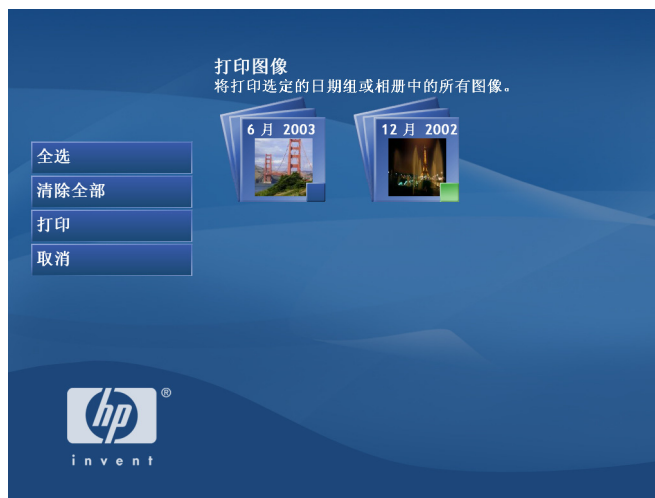 打印图像
将打印选定的日期组或相册中的所有图像。
6 月 2003
12 月 2002
全选
清除全部
打印
取消
hp ®
invent